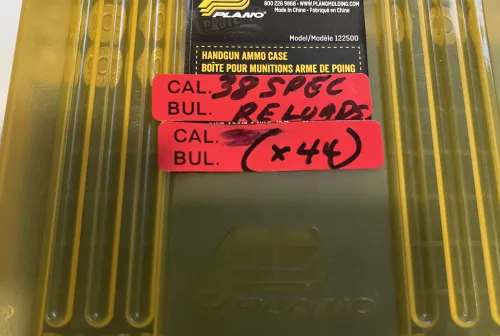 PLANO®
800 226 9868 • WWW.PLANOMOLDING.COM
Made in China • Fabriqué en China
Model/Modèle 122500
HANDGUN AMMO CASE
BOÎTE POUR MUNITIONS ARME DE POING
CAL. 38 SPEC
BUL. RELOADS
CAL.
BUL. (x44)
PLANO